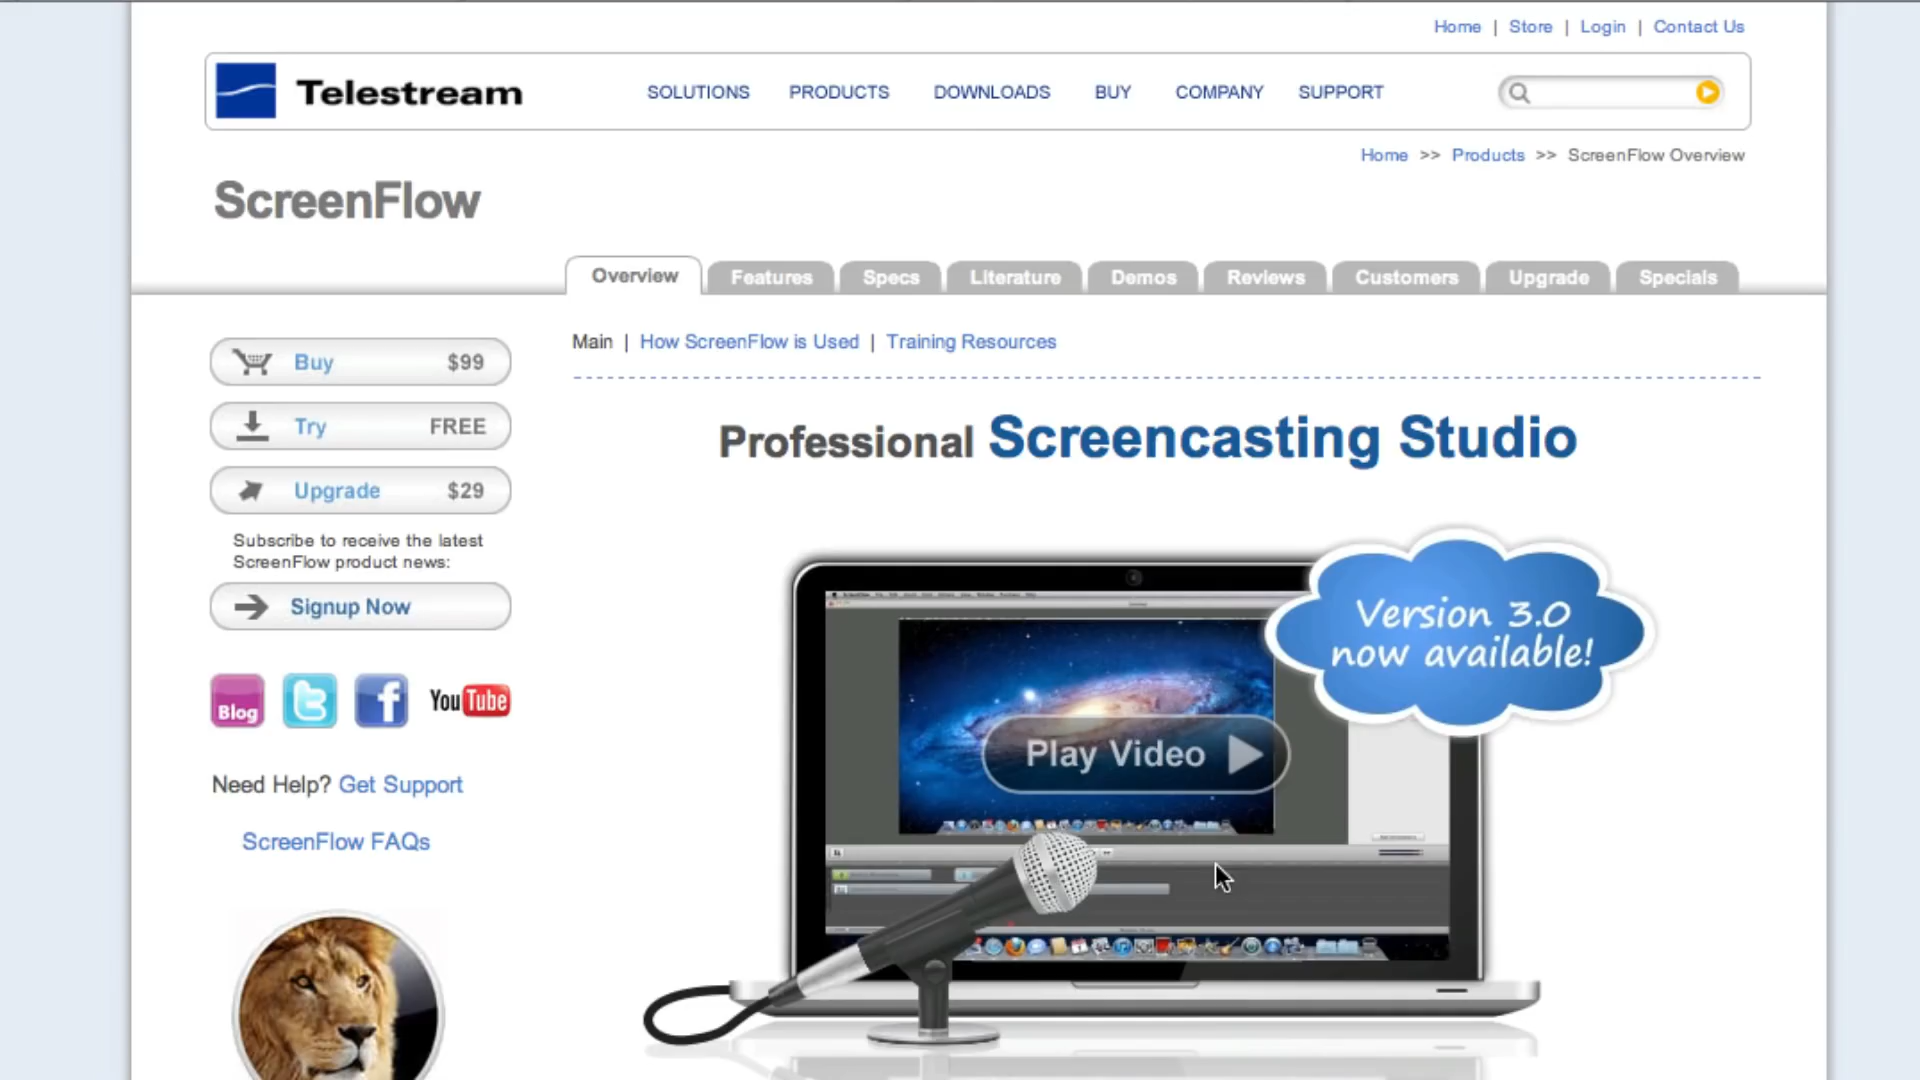 Home | Store | Login | Contact Us
Telestream
SOLUTIONS PRODUCTS DOWNLOADS BUY COMPANY SUPPORT
Home >> Products >> ScreenFlow Overview
ScreenFlow
Overview Features Specs Literature Demos Reviews Customers Upgrade Specials
Main | How ScreenFlow is Used | Training Resources
Buy $99
Try FREE
Upgrade $29
Subscribe to receive the latest
ScreenFlow product news:
Signup Now
Blog
You Tube
Need Help? Get Support
ScreenFlow FAQs
Professional Screencasting Studio
Version 3.0
now available!
Play Video